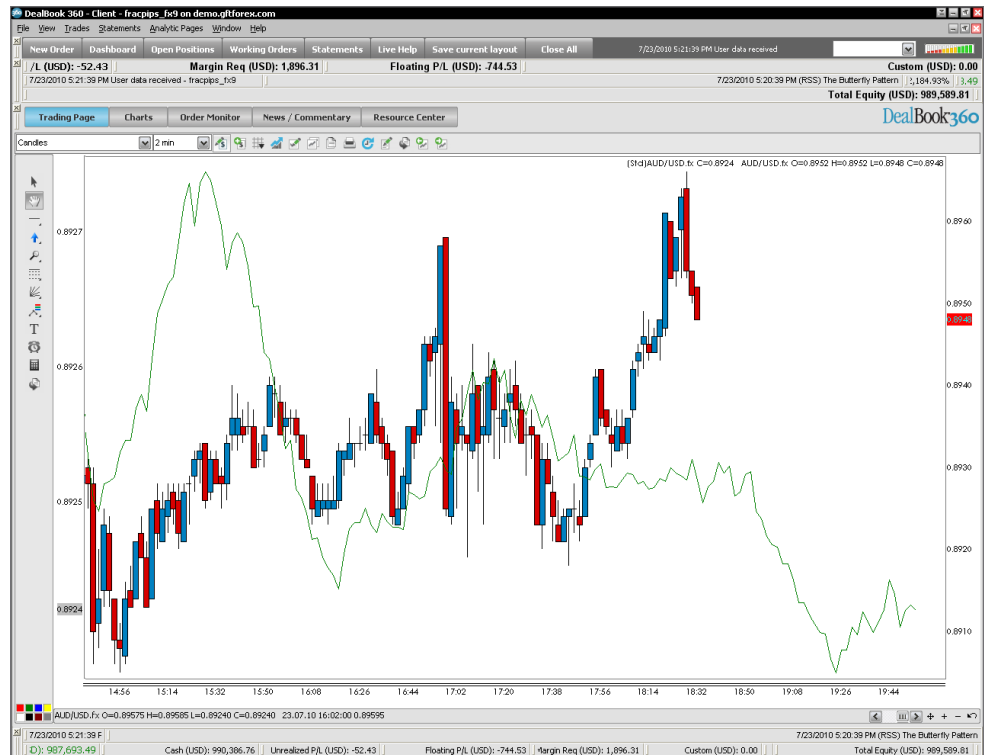 DealBook 360 - Client - fracpips_fx9 on demo.gftforex.com
File View Trades Statements Analytic Pages Window Help
New Order Dashboard Open Positions Working Orders Statements Live Help Save current layout Close All 7/23/2010 5:21:39 PM User data received
/L (USD): -52.43 Margin Req (USD): 1,896.31 Floating P/L (USD): -744.53 Custom (USD): 0.00
7/23/2010 5:21:39 PM User data received - fracpips_fx9 7/23/2010 5:20:39 PM (RSS) The Butterfly Pattern ,184.93% 3.49
Total Equity (USD): 989,589.81
Trading Page Charts Order Monitor News / Commentary Resource Center DealBook 360
Candles 2 min
(Std)AUD/USD.fx C=0.8924 AUD/USD.fx O=0.8952 H=0.8952 L=0.8948 C=0.8948
0.8960
0.8927
0.8950
0.8948
0.8926
0.8940
0.8930
0.8925
0.8920
0.8924
0.8910
14:56 15:14 15:32 15:50 16:08 16:26 16:44 17:02 17:20 17:38 17:56 18:14 18:32 18:50 19:08 19:26 19:44
AUD/USD.fx O=0.89575 H=0.89585 L=0.89240 C=0.89240 23.07.10 16:02:00 0.89595
7/23/2010 5:21:39 F 7/23/2010 5:20:39 PM (RSS) The Butterfly Pattern
D): 987,693.49 Cash (USD): 990,386.76 Unrealized P/L (USD): -52.43 Floating P/L (USD): -744.53 Margin Req (USD): 1,896.31 Custom (USD): 0.00 Total Equity (USD): 989,589.81